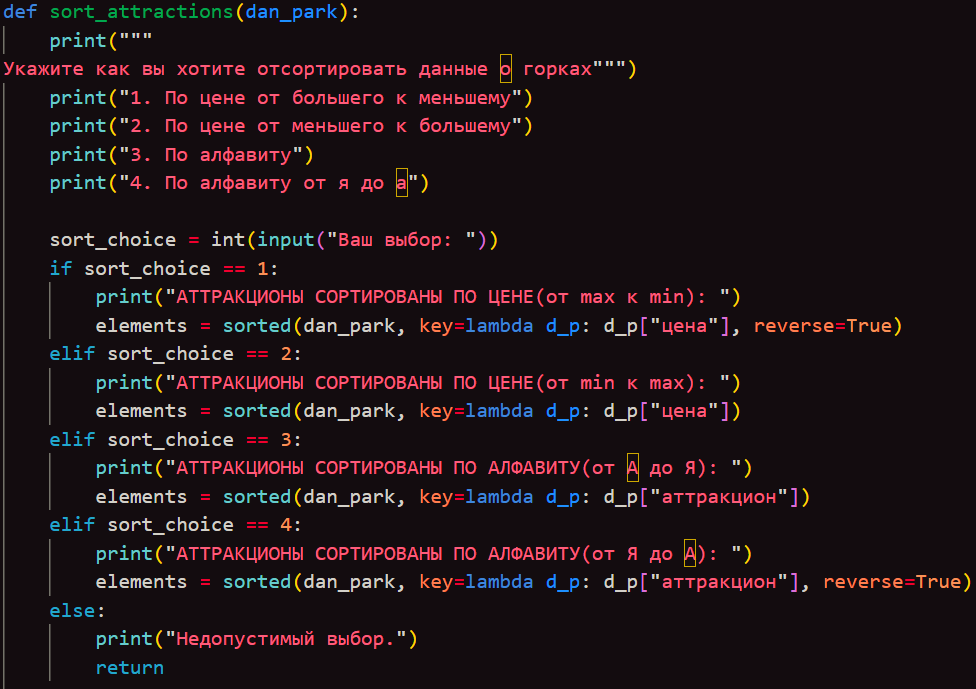 def sort_attractions(dan_park):
    print("""
Укажите как вы хотите отсортировать данные о горках""")
    print("1. По цене от большего к меньшему")
    print("2. По цене от меньшего к большему")
    print("3. По алфавиту")
    print("4. По алфавиту от я до а")

    sort_choice = int(input("Ваш выбор: "))
    if sort_choice == 1:
        print("АТТРАКЦИОНЫ СОРТИРОВАНЫ ПО ЦЕНЕ(от max к min): ")
        elements = sorted(dan_park, key=lambda d_p: d_p["цена"], reverse=True)
    elif sort_choice == 2:
        print("АТТРАКЦИОНЫ СОРТИРОВАНЫ ПО ЦЕНЕ(от min к max): ")
        elements = sorted(dan_park, key=lambda d_p: d_p["цена"])
    elif sort_choice == 3:
        print("АТТРАКЦИОНЫ СОРТИРОВАНЫ ПО АЛФАВИТУ(от А до Я): ")
        elements = sorted(dan_park, key=lambda d_p: d_p["аттракцион"])
    elif sort_choice == 4:
        print("АТТРАКЦИОНЫ СОРТИРОВАНЫ ПО АЛФАВИТУ(от Я до А): ")
        elements = sorted(dan_park, key=lambda d_p: d_p["аттракцион"], reverse=True)
    else:
        print("Недопустимый выбор.")
        return